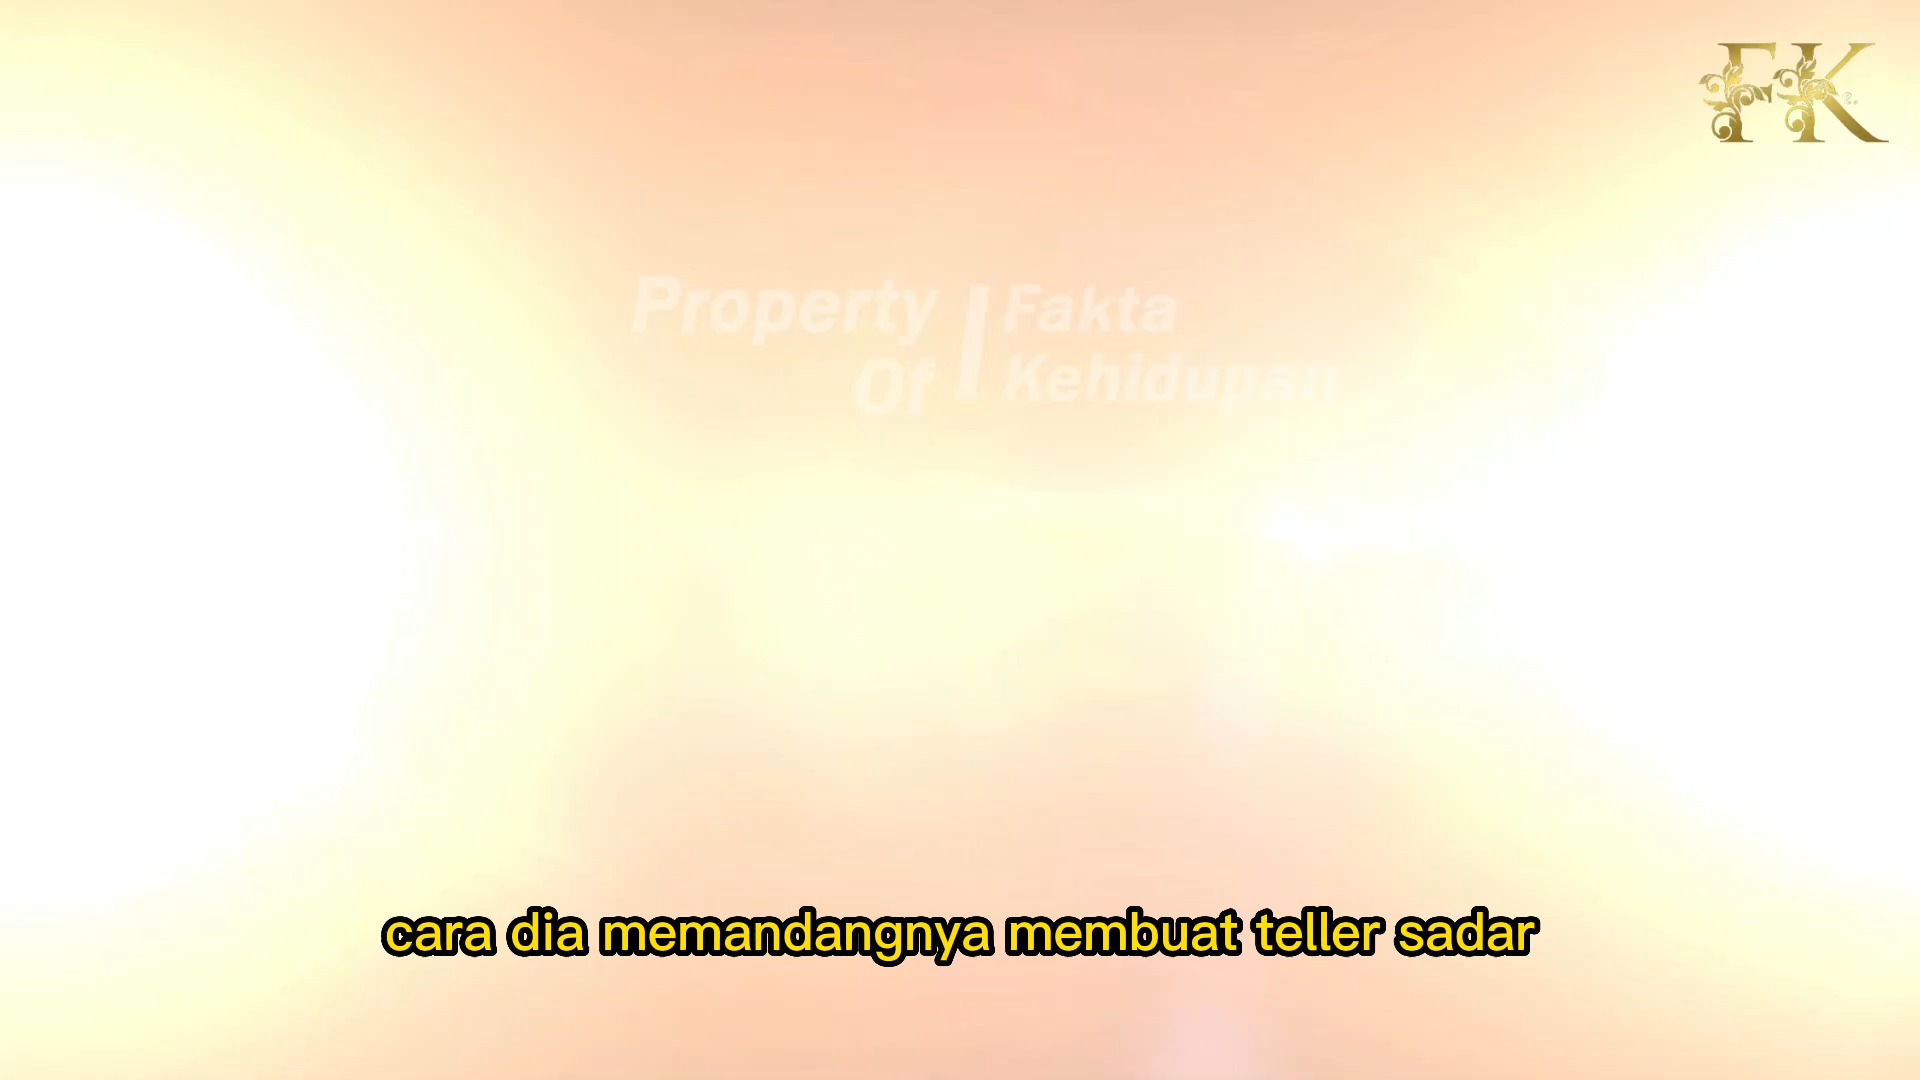 FK
Property
Of
Fakta
Kehidupan
cara dia memandangnya membuat teller sadar